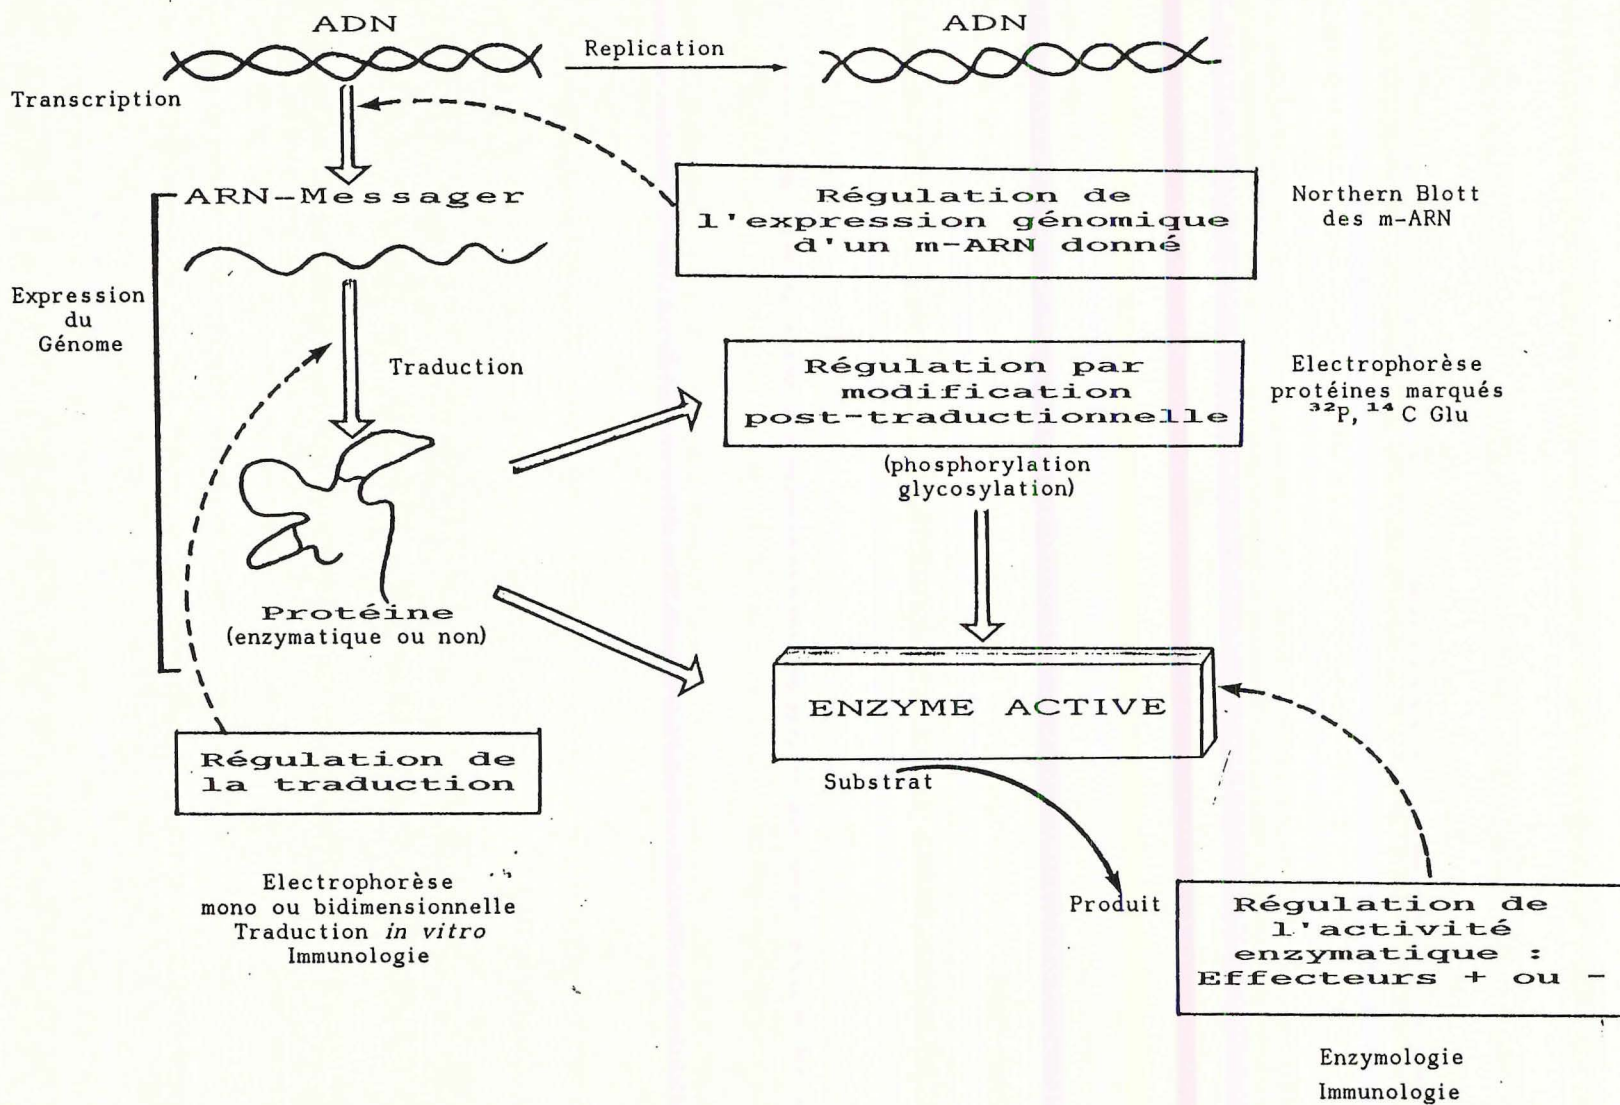 ADN
ADN
Replication
Transcription
ARN-Messager
Régulation de
l'expression génomique
d'un m-ARN donné
Northern Blott
des m-ARN
Expression
du
Génome
Traduction
Régulation par
modification
post-traductionnelle
Electrophorèse
protéines marqués
³²P, ¹⁴C Glu
(phosphorylation
glycosylation)
Protéine
(enzymatique ou non)
ENZYME ACTIVE
Régulation de
la traduction
Substrat
Electrophorèse
mono ou bidimensionnelle
Traduction in vitro
Immunologie
Produit
Régulation de
l'activité
enzymatique :
Effecteurs + ou -
Enzymologie
Immunologie